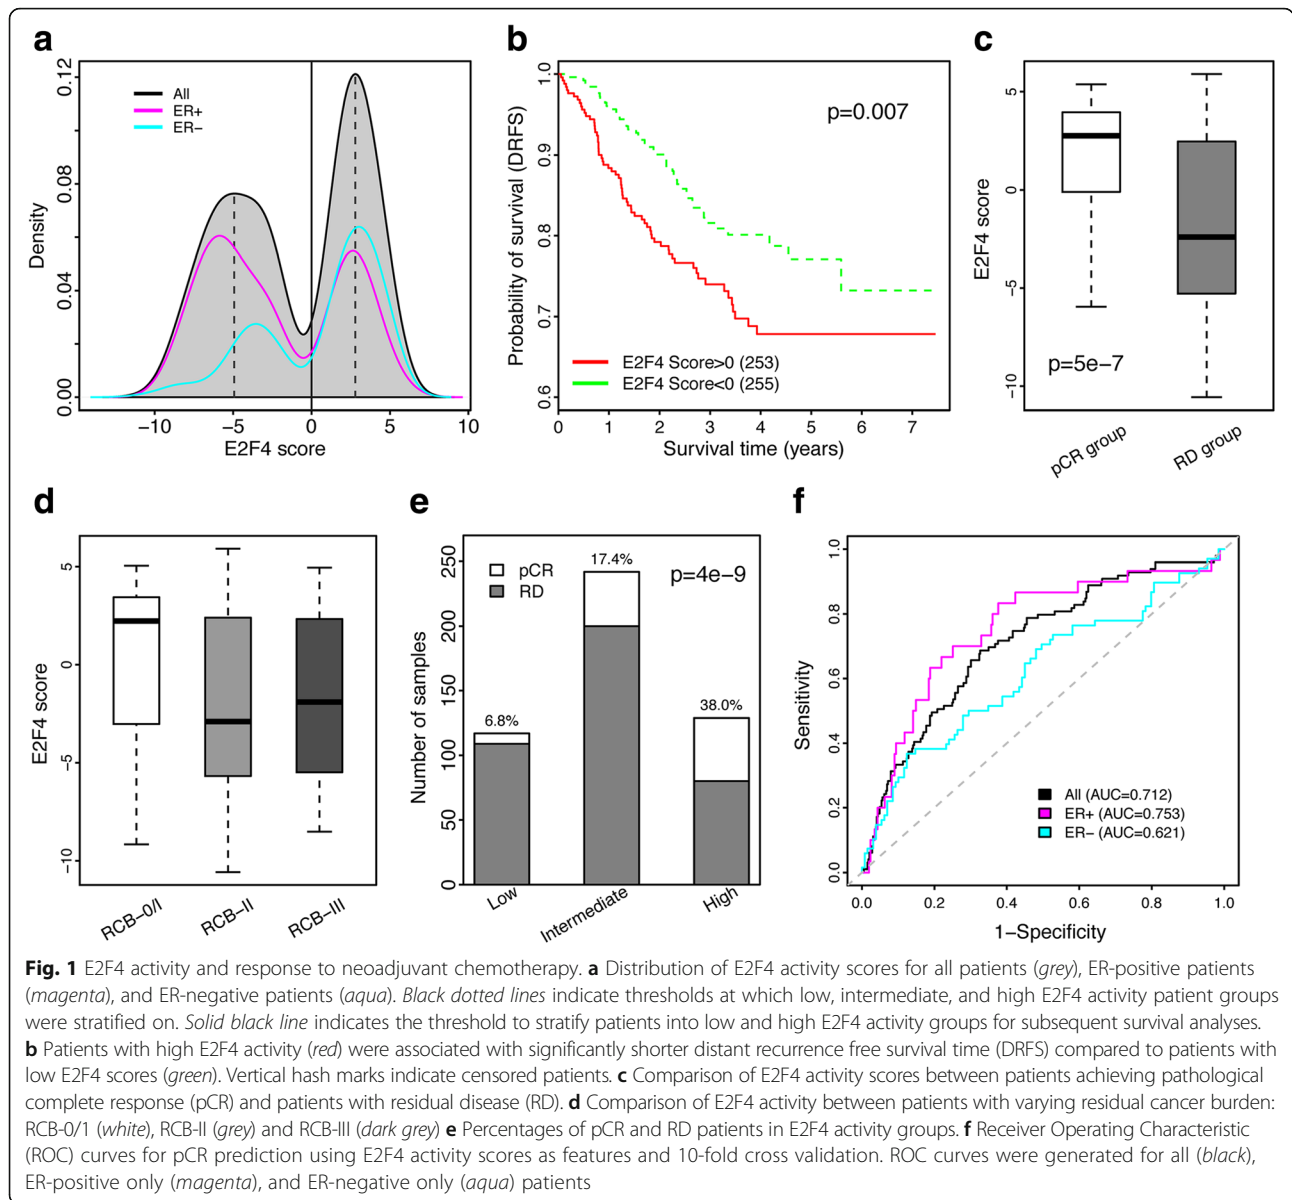 a
0.12
0.08
0.04
0.00
Density
All
ER+
ER−
−10
−5
0
5
10
E2F4 score
b
1.0
0.9
0.8
0.7
0.6
Probability of survival (DRFS)
p=0.007
E2F4 Score>0 (253)
E2F4 Score<0 (255)
0
1
2
3
4
5
6
7
Survival time (years)
c
5
0
−5
−10
E2F4 score
p=5e−7
pCR group
RD group
d
5
0
−5
−10
E2F4 score
RCB−0/I
RCB−II
RCB−III
e
250
200
150
100
50
0
Number of samples
pCR
RD
17.4%
p=4e−9
6.8%
38.0%
Low
Intermediate
High
f
1.0
0.8
0.6
0.4
0.2
0.0
Sensitivity
All (AUC=0.712)
ER+ (AUC=0.753)
ER− (AUC=0.621)
0.0
0.2
0.4
0.6
0.8
1.0
1−Specificity
Fig. 1 E2F4 activity and response to neoadjuvant chemotherapy. a Distribution of E2F4 activity scores for all patients (grey), ER-positive patients
(magenta), and ER-negative patients (aqua). Black dotted lines indicate thresholds at which low, intermediate, and high E2F4 activity patient groups
were stratified on. Solid black line indicates the threshold to stratify patients into low and high E2F4 activity groups for subsequent survival analyses.
b Patients with high E2F4 activity (red) were associated with significantly shorter distant recurrence free survival time (DRFS) compared to patients with
low E2F4 scores (green). Vertical hash marks indicate censored patients. c Comparison of E2F4 activity scores between patients achieving pathological
complete response (pCR) and patients with residual disease (RD). d Comparison of E2F4 activity between patients with varying residual cancer burden:
RCB-0/1 (white), RCB-II (grey) and RCB-III (dark grey) e Percentages of pCR and RD patients in E2F4 activity groups. f Receiver Operating Characteristic
(ROC) curves for pCR prediction using E2F4 activity scores as features and 10-fold cross validation. ROC curves were generated for all (black),
ER-positive only (magenta), and ER-negative only (aqua) patients